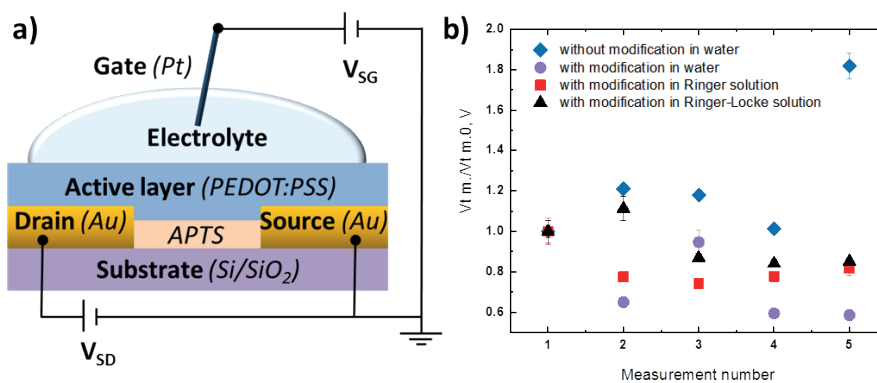 a)
Gate (Pt)
V_SG
Electrolyte
Active layer (PEDOT:PSS)
Drain (Au)
Source (Au)
APTS
Substrate (Si/SiO₂)
V_SD
b)
without modification in water
with modification in water
with modification in Ringer solution
with modification in Ringer-Locke solution
Vt m./Vt m.0, V
2.0
1.8
1.6
1.4
1.2
1.0
0.8
0.6
1 2 3 4 5
Measurement number